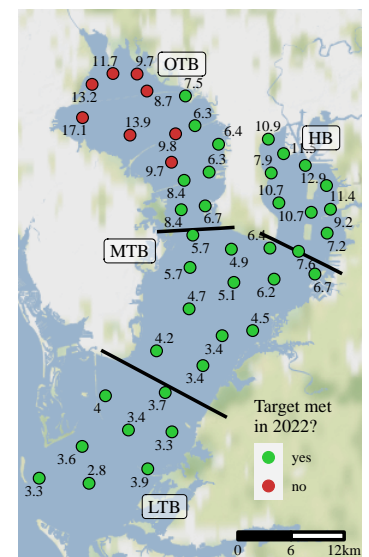 11.7 9.7 OTB
13.2 8.7 7.5
17.1 13.9 9.8 6.3 6.4 10.9 HB
11.3
9.7 6.3 7.9 12.9
8.4 10.7 11.4
8.4 6.7 10.7 9.2
MTB 5.7 6.4 7.2
4.9 7.6
5.7 5.1 6.2 6.7
4.7
4.5
4.2 3.4
3.4
4 3.7
3.4 3.3
3.6
3.3 2.8 3.9
LTB
Target met
in 2022?
yes
no
0 6 12km